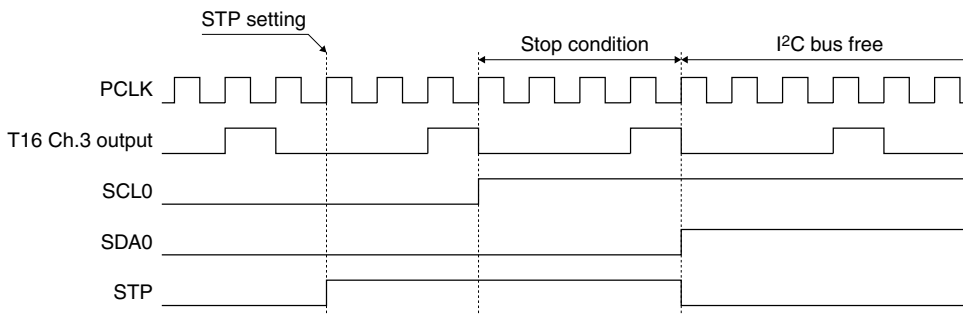 STP setting
Stop condition
I²C bus free
PCLK
T16 Ch.3 output
SCL0
SDA0
STP